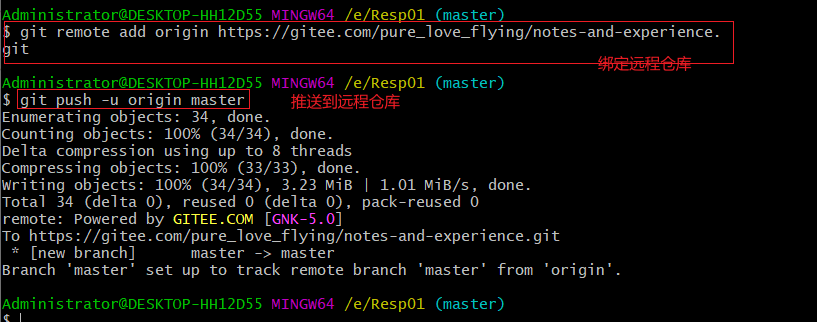 Administrator@DESKTOP-HH12D55 MINGW64 /e/Resp01 (master)
$ git remote add origin https://gitee.com/pure_love_flying/notes-and-experience.
git
绑定远程仓库
Administrator@DESKTOP-HH12D55 MINGW64 /e/Resp01 (master)
$ git push -u origin master 推送到远程仓库
Enumerating objects: 34, done.
Counting objects: 100% (34/34), done.
Delta compression using up to 8 threads
Compressing objects: 100% (33/33), done.
Writing objects: 100% (34/34), 3.23 MiB | 1.01 MiB/s, done.
Total 34 (delta 0), reused 0 (delta 0), pack-reused 0
remote: Powered by GITEE.COM [GNK-5.0]
To https://gitee.com/pure_love_flying/notes-and-experience.git
 * [new branch]      master -> master
Branch 'master' set up to track remote branch 'master' from 'origin'.
Administrator@DESKTOP-HH12D55 MINGW64 /e/Resp01 (master)
$